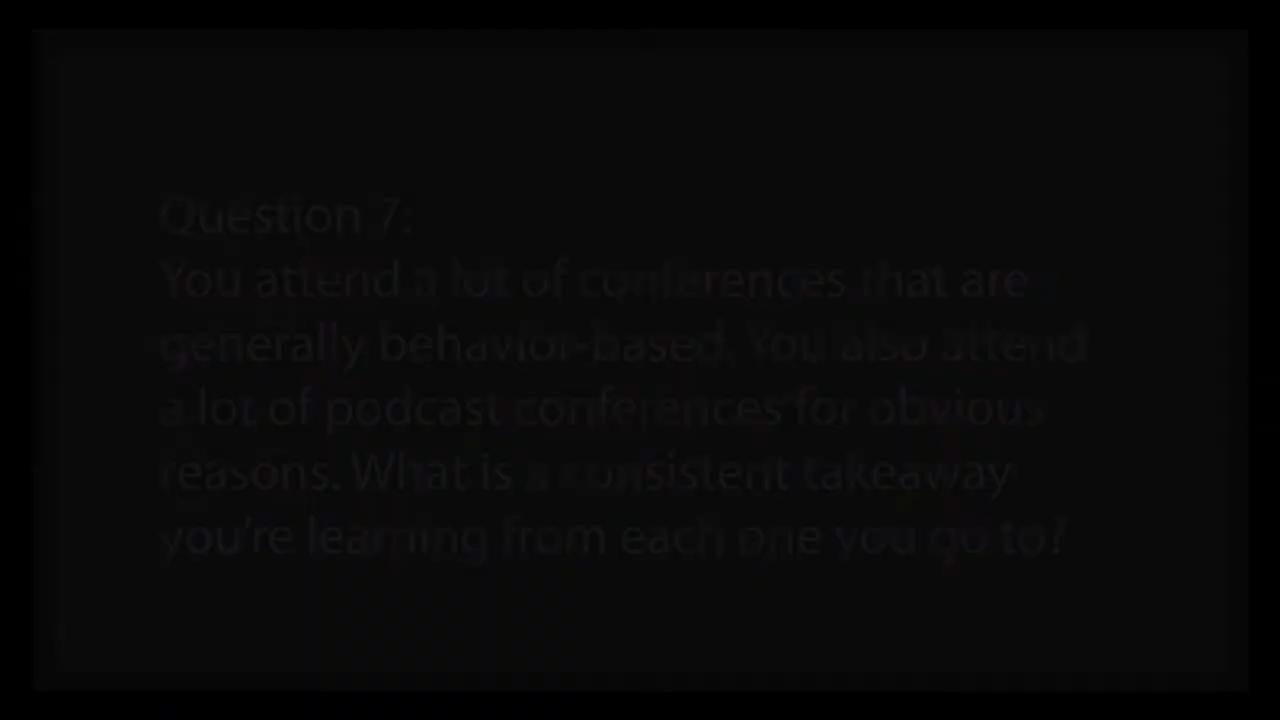 Question 7:
You attend a lot of conferences that are
generally behavior-based. You also attend
a lot of podcast conferences for obvious
reasons. What is a consistent takeaway
you're learning from each one you go to?